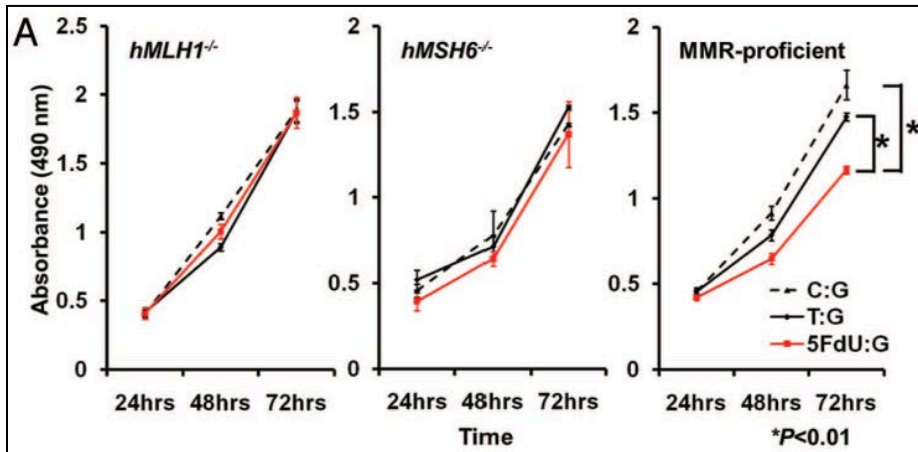 A
hMLH1-/-
hMSH6-/-
MMR-proficient
Absorbance (490 nm)
2.5
2
1.5
1
0.5
0
1.5
1
0.5
0
1.5
1
0.5
0
*
*
C:G
T:G
5FdU:G
24hrs 48hrs 72hrs
24hrs 48hrs 72hrs
24hrs 48hrs 72hrs
Time
*P<0.01